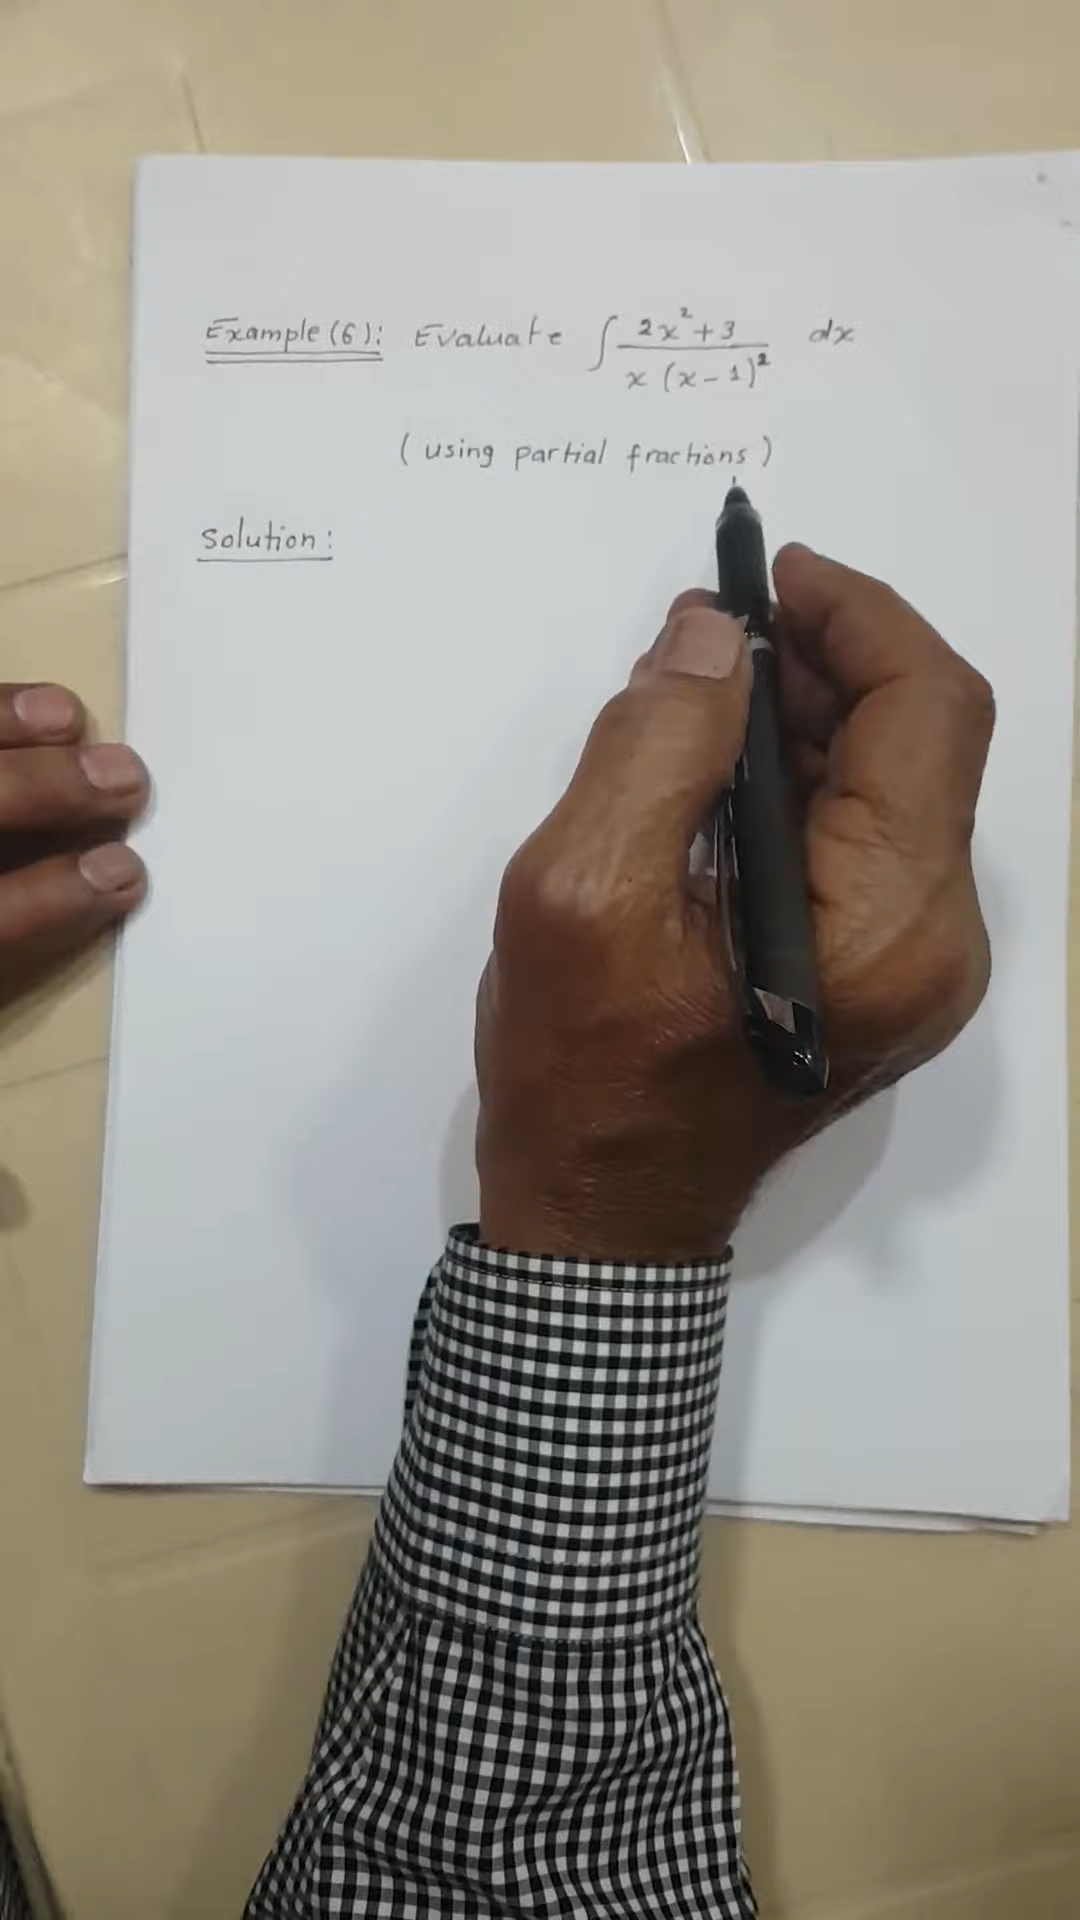 Example (6): Evaluate ∫ (2x² + 3) / (x (x - 1)²) dx
(using partial fractions)
Solution: